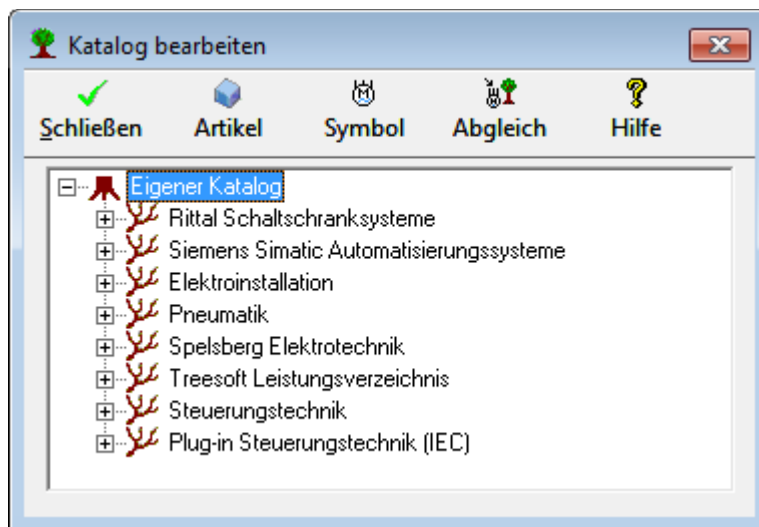 Katalog bearbeiten
Schließen Artikel Symbol Abgleich Hilfe
Eigener Katalog
Rittal Schaltschranksysteme
Siemens Simatic Automatisierungssysteme
Elektroinstallation
Pneumatik
Spelsberg Elektrotechnik
Treesoft Leistungsverzeichnis
Steuerungstechnik
Plug-in Steuerungstechnik (IEC)